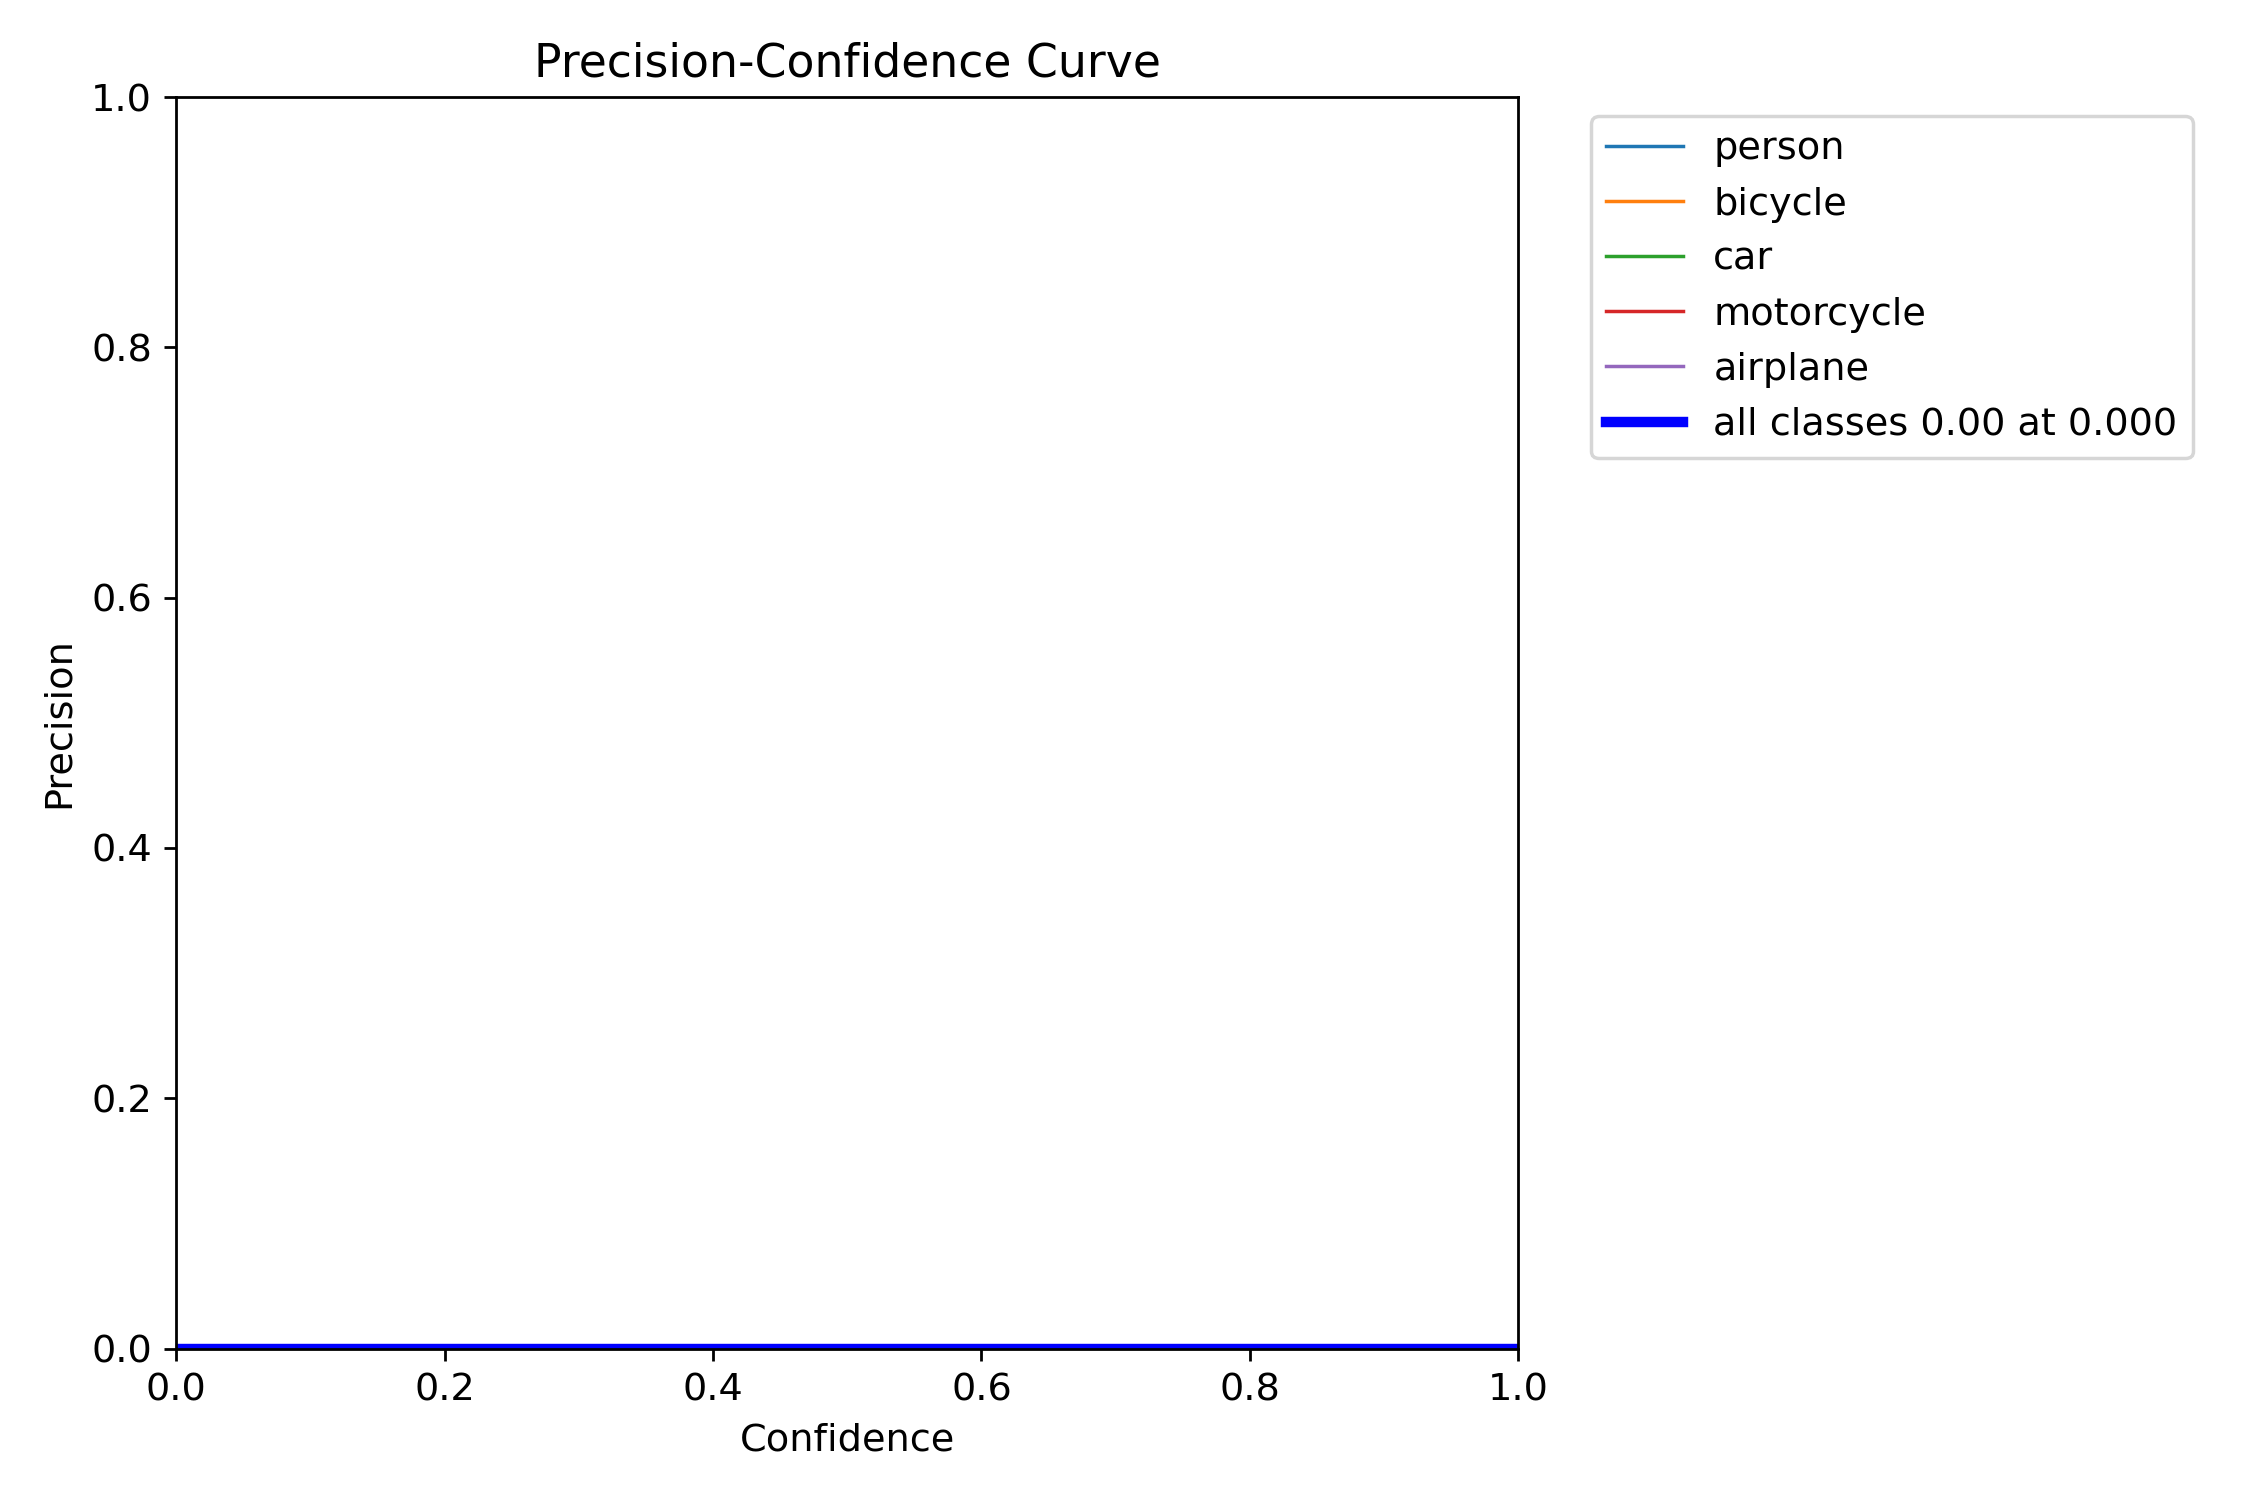 Precision-Confidence Curve
1.0
0.8
0.6
0.4
0.2
0.0
Precision
0.0 0.2 0.4 0.6 0.8 1.0
Confidence
person
bicycle
car
motorcycle
airplane
all classes 0.00 at 0.000